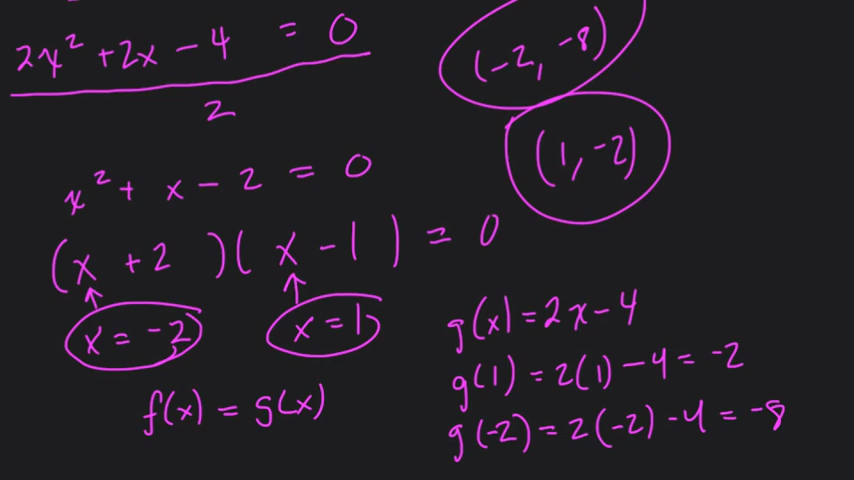 2x² + 2x - 4 = 0
2
x² + x - 2 = 0
(x + 2)(x - 1) = 0
x = -2 x = 1
f(x) = g(x)
(-2, -8)
(1, -2)
g(x) = 2x - 4
g(1) = 2(1) - 4 = -2
g(-2) = 2(-2) - 4 = -8